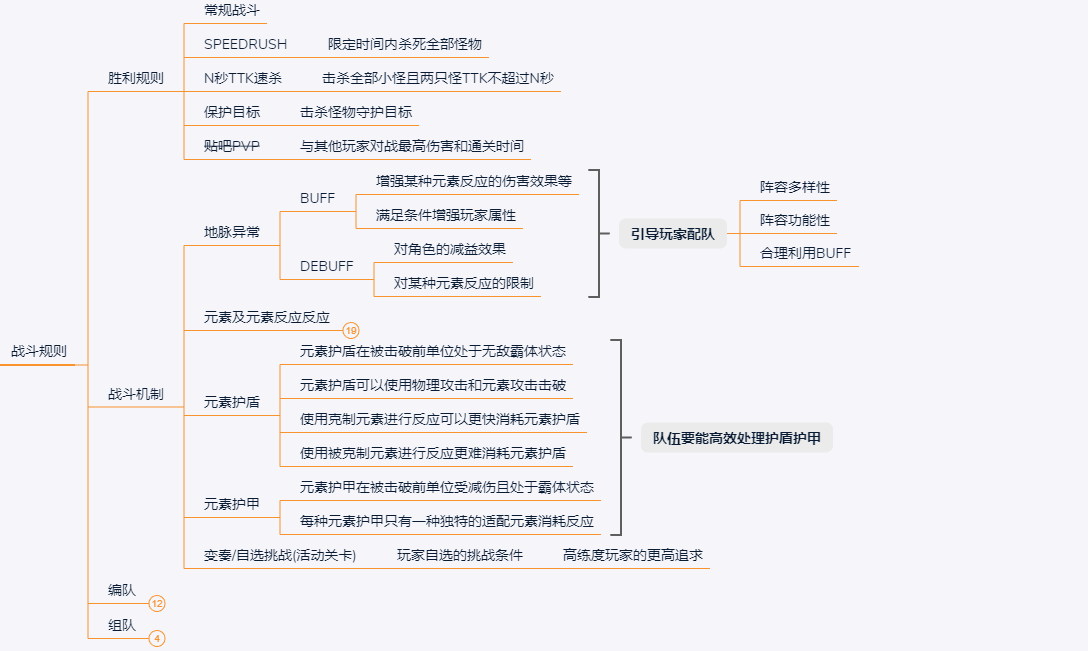 战斗规则
胜利规则
常规战斗
SPEEDRUSH 限定时间内杀死全部怪物
N秒TTK速杀 击杀全部小怪且两只怪TTK不超过N秒
保护目标 击杀怪物守护目标
贴吧PVP 与其他玩家对战最高伤害和通关时间
战斗机制
地脉异常
BUFF
增强某种元素反应的伤害效果等
满足条件增强玩家属性
DEBUFF
对角色的减益效果
对某种元素反应的限制
引导玩家配队
阵容多样性
阵容功能性
合理利用BUFF
元素及元素反应反应 19
元素护盾
元素护盾在被击破前单位处于无敌霸体状态
元素护盾可以使用物理攻击和元素攻击击破
使用克制元素进行反应可以更快消耗元素护盾
使用被克制元素进行反应更难消耗元素护盾
元素护甲
元素护甲在被击破前单位受减伤且处于霸体状态
每种元素护甲只有一种独特的适配元素消耗反应
队伍要能高效处理护盾护甲
变奏/自选挑战(活动关卡) 玩家自选的挑战条件 高练度玩家的更高追求
编队 12
组队 4